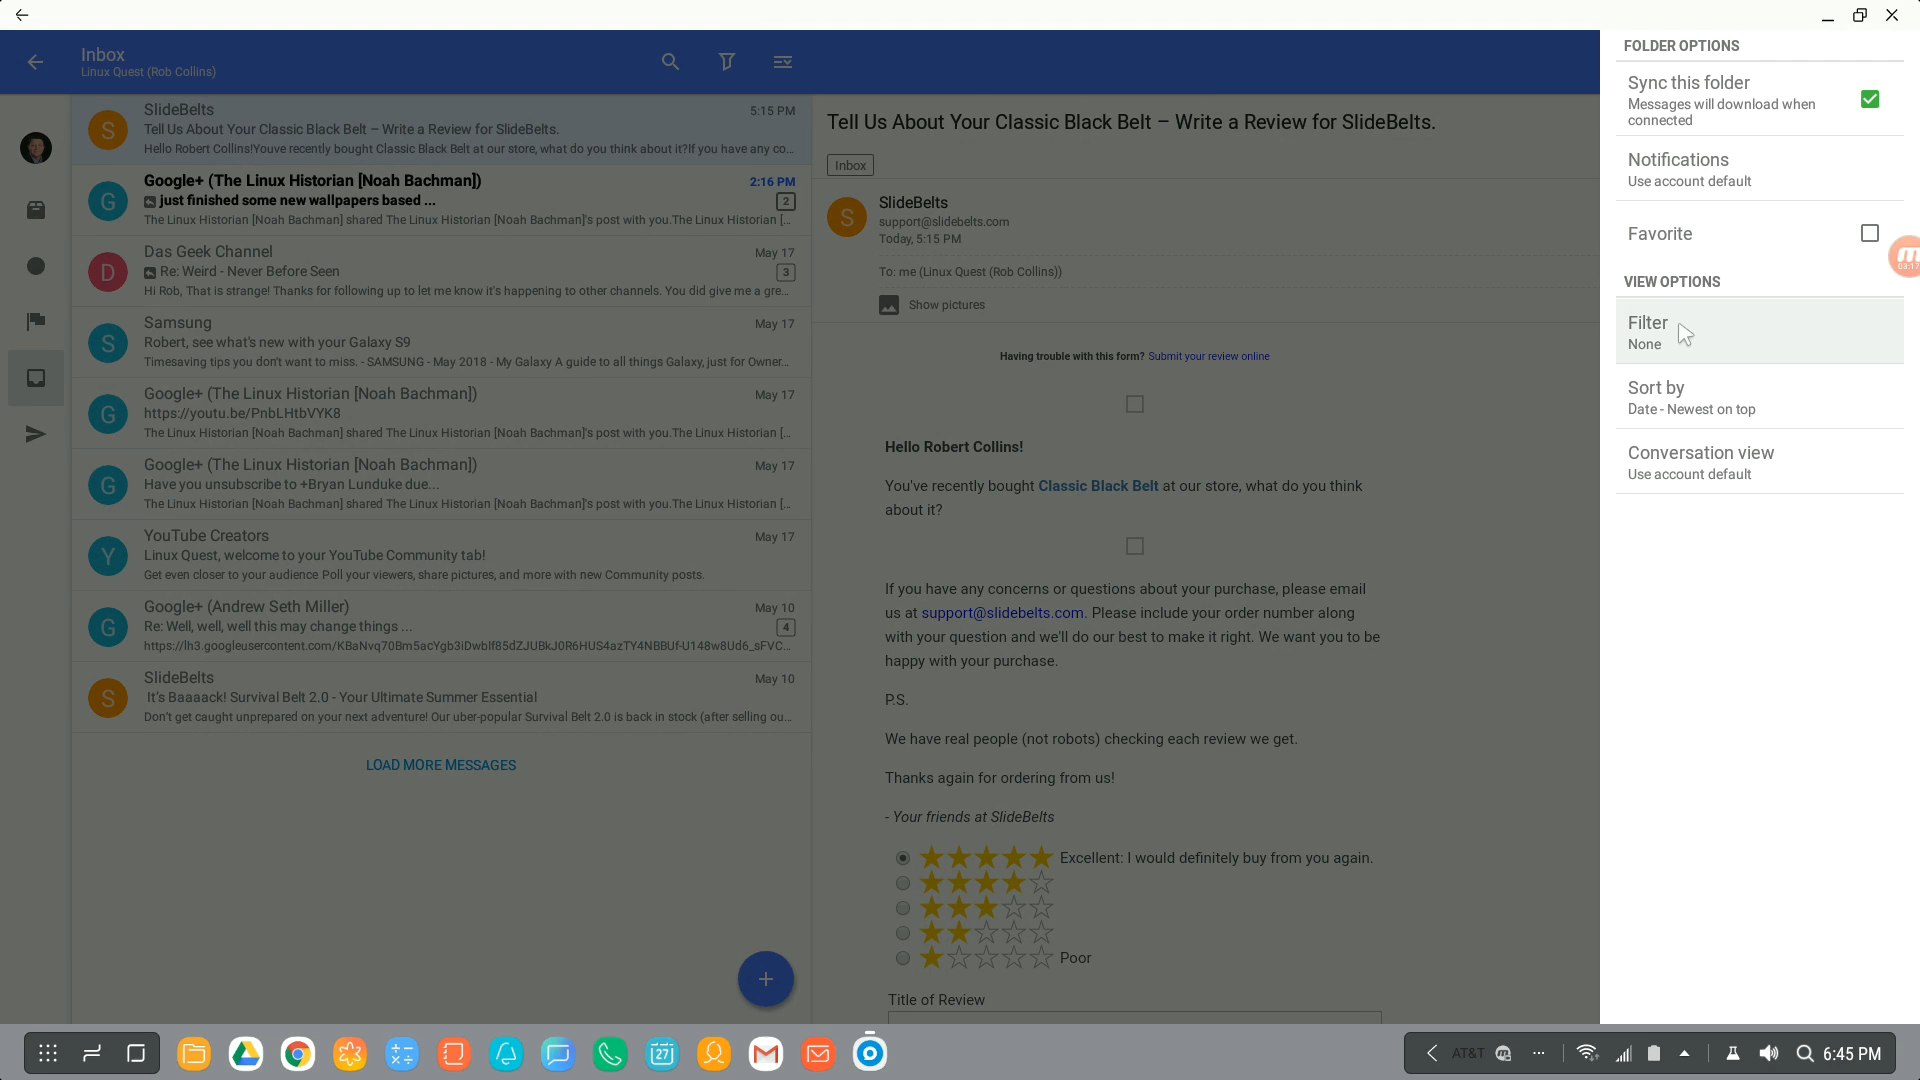 Inbox
Linux Quest (Rob Collins)
SlideBelts
5:15 PM
Tell Us About Your Classic Black Belt – Write a Review for SlideBelts.
Hello Robert Collins!Youve recently bought Classic Black Belt at our store, what do you think about it?If you have any co...
Google+ (The Linux Historian [Noah Bachman])
2:16 PM
just finished some new wallpapers based ...
2
The Linux Historian [Noah Bachman] shared The Linux Historian [Noah Bachman]'s post with you.The Linux Historian [...
Das Geek Channel
May 17
Re: Weird - Never Before Seen
3
Hi Rob, That is strange! Thanks for following up to let me know it's happening to other channels. You did give me a gre...
Samsung
May 17
Robert, see what's new with your Galaxy S9
Timesaving tips you don't want to miss. - SAMSUNG - May 2018 - My Galaxy A guide to all things Galaxy, just for Owner...
Google+ (The Linux Historian [Noah Bachman])
May 17
https://youtu.be/PnbLHtbVYK8
The Linux Historian [Noah Bachman] shared The Linux Historian [Noah Bachman]'s post with you.The Linux Historian [...
Google+ (The Linux Historian [Noah Bachman])
May 17
Have you unsubscribe to +Bryan Lunduke due...
The Linux Historian [Noah Bachman] shared The Linux Historian [Noah Bachman]'s post with you.The Linux Historian [...
YouTube Creators
May 17
Linux Quest, welcome to your YouTube Community tab!
Get even closer to your audience Poll your viewers, share pictures, and more with new Community posts.
Google+ (Andrew Seth Miller)
May 10
Re: Well, well, well this may change things ...
4
SlideBelts
May 10
It's Baaaack! Survival Belt 2.0 - Your Ultimate Summer Essential
Don't get caught unprepared on your next adventure! Our uber-popular Survival Belt 2.0 is back in stock (after selling ou...
LOAD MORE MESSAGES
Tell Us About Your Classic Black Belt – Write a Review for SlideBelts.
Inbox
S
SlideBelts
support@slidebelts.com
Today, 5:15 PM
To: me (Linux Quest (Rob Collins))
Show pictures
Having trouble with this form? Submit your review online
Hello Robert Collins!
You've recently bought Classic Black Belt at our store, what do you think
about it?
If you have any concerns or questions about your purchase, please email
us at support@slidebelts.com. Please include your order number along
with your question and we'll do our best to make it right. We want you to be
happy with your purchase.
P.S.
We have real people (not robots) checking each review we get.
Thanks again for ordering from us!
- Your friends at SlideBelts
Excellent: I would definitely buy from you again.
Poor
Title of Review
FOLDER OPTIONS
Sync this folder
Messages will download when
connected
Notifications
Use account default
Favorite
03:17
VIEW OPTIONS
Filter
None
Sort by
Date - Newest on top
Conversation view
Use account default
27
AT&T
6:45 PM